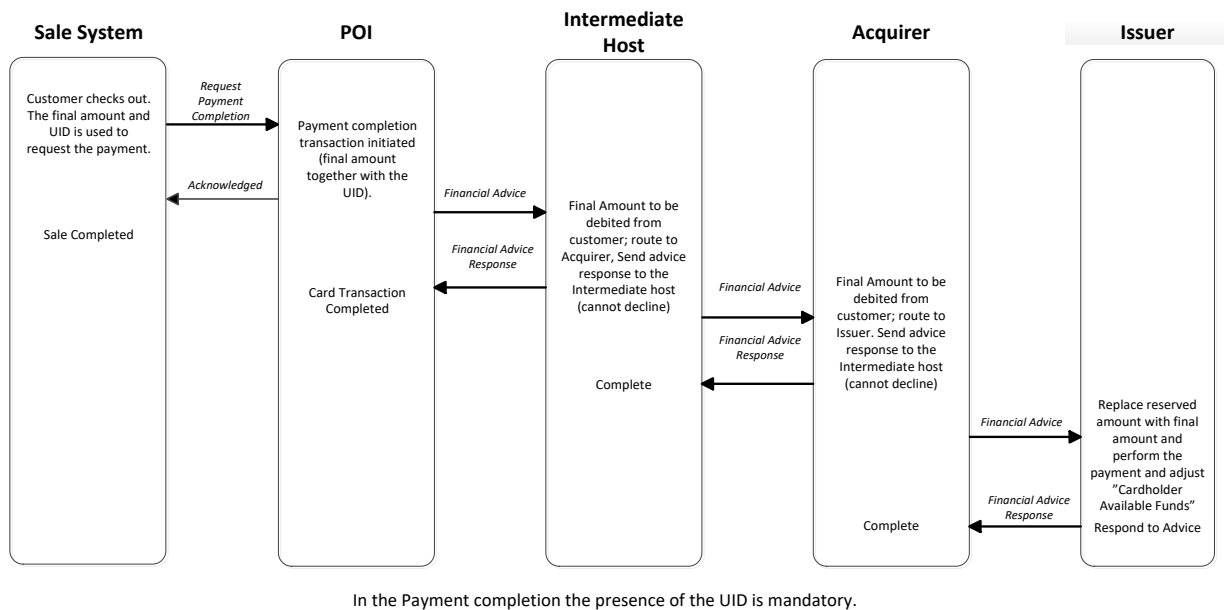 Sale System
POI
Intermediate
Host
Acquirer
Issuer
Customer checks out.
The final amount and
UID is used to
request the payment.
Sale Completed
Request
Payment
Completion
Acknowledged
Payment completion
transaction initiated
(final amount
together with the
UID).
Card Transaction
Completed
Financial Advice
Financial Advice
Response
Final Amount to be
debited from
customer; route to
Acquirer, Send advice
response to the
Intermediate host
(cannot decline)
Complete
Financial Advice
Financial Advice
Response
Final Amount to be
debited from
customer; route to
Issuer. Send advice
response to the
Intermediate host
(cannot decline)
Complete
Financial Advice
Financial Advice
Response
Replace reserved
amount with final
amount and
perform the
payment and adjust
”Cardholder
Available Funds”
Respond to Advice
In the Payment completion the presence of the UID is mandatory.